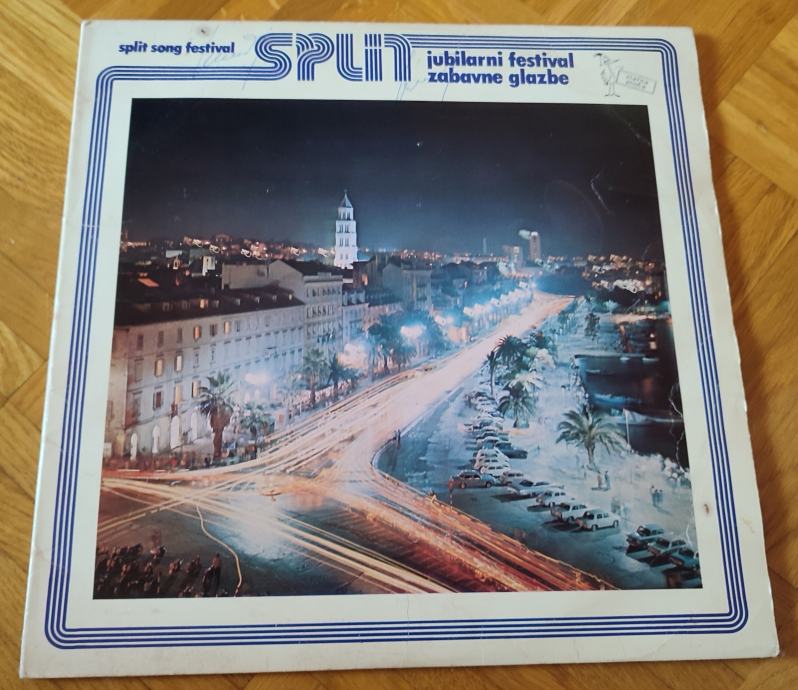 split song festival
SPLIT
jubilarni festival
zabavne glazbe